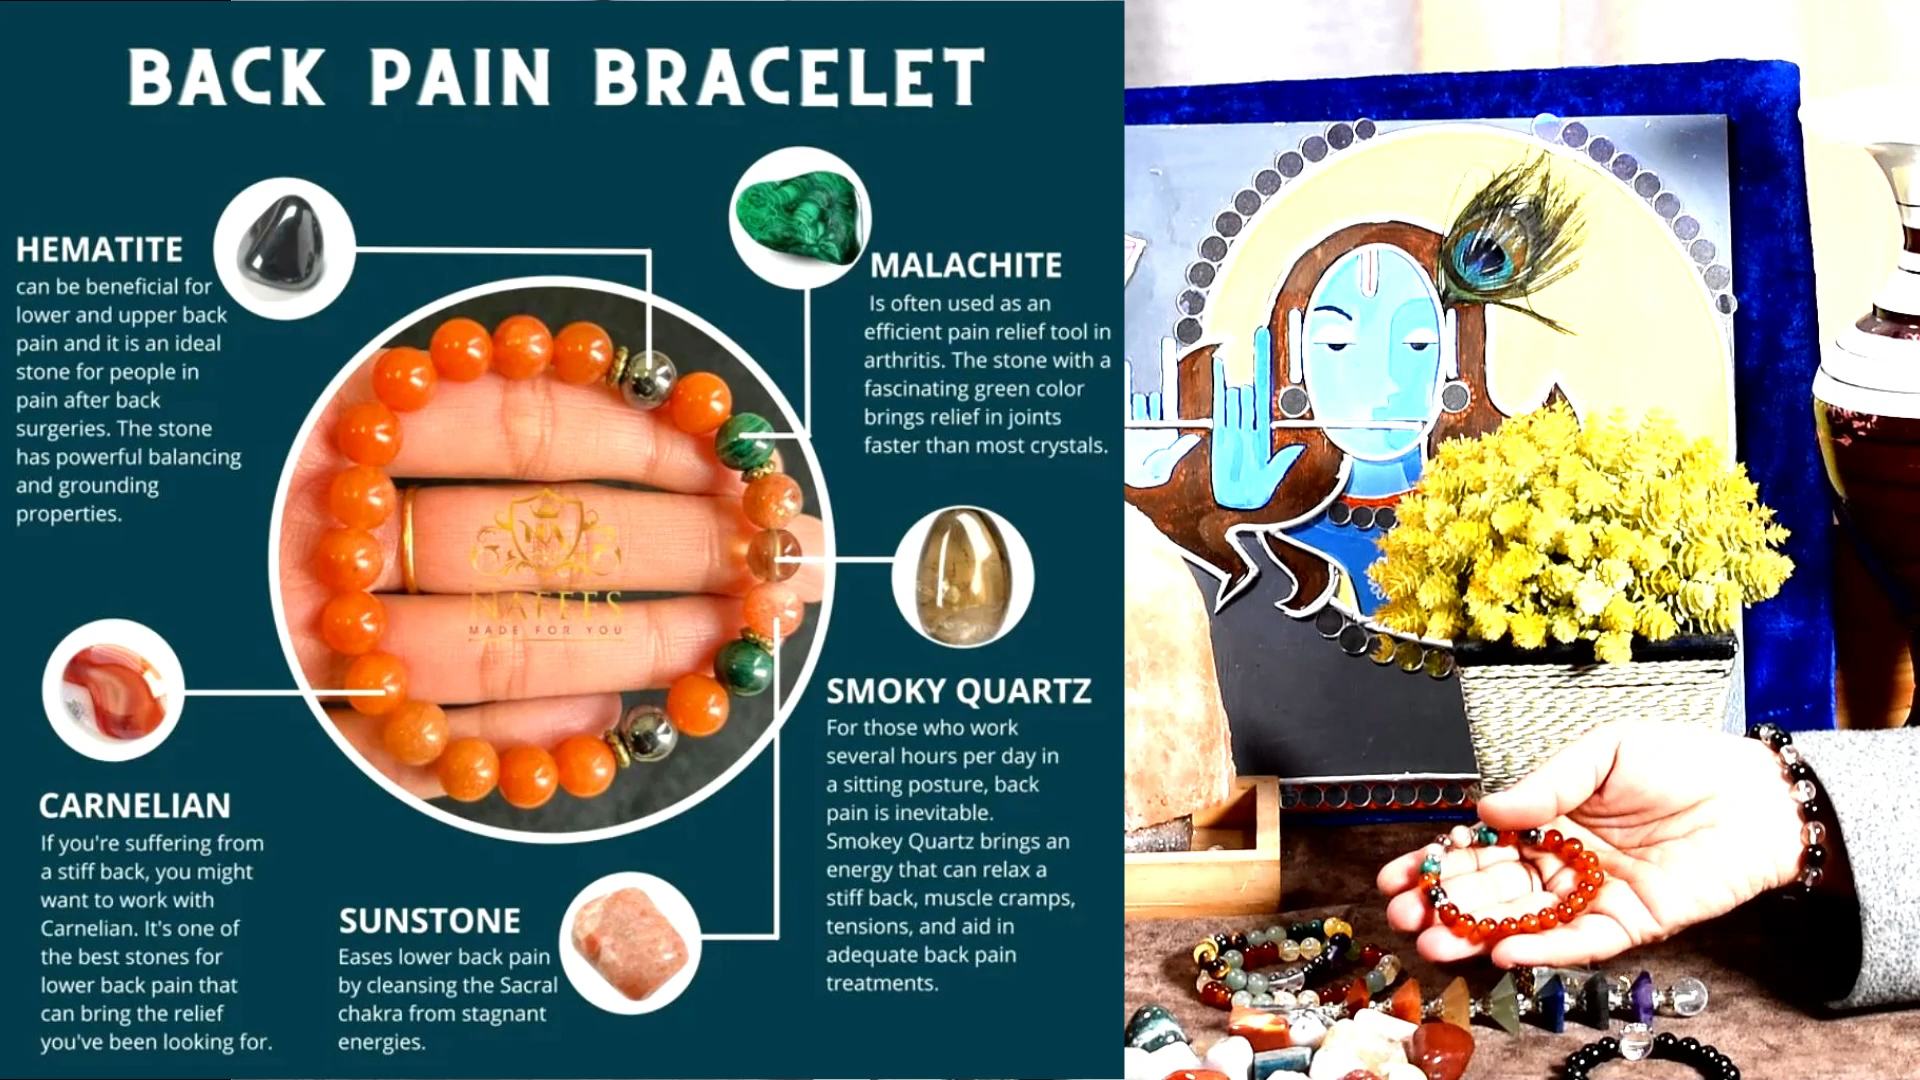 BACK PAIN BRACELET
HEMATITE
can be beneficial for
lower and upper back
pain and it is an ideal
stone for people in
pain after back
surgeries. The stone
has powerful balancing
and grounding
properties.
MALACHITE
Is often used as an
efficient pain relief tool in
arthritis. The stone with a
fascinating green color
brings relief in joints
faster than most crystals.
NAFEES
MADE FOR YOU
SMOKY QUARTZ
For those who work
several hours per day in
a sitting posture, back
pain is inevitable.
Smokey Quartz brings an
energy that can relax a
stiff back, muscle cramps,
tensions, and aid in
adequate back pain
treatments.
CARNELIAN
If you're suffering from
a stiff back, you might
want to work with
Carnelian. It's one of
the best stones for
lower back pain that
can bring the relief
you've been looking for.
SUNSTONE
Eases lower back pain
by cleansing the Sacral
chakra from stagnant
energies.